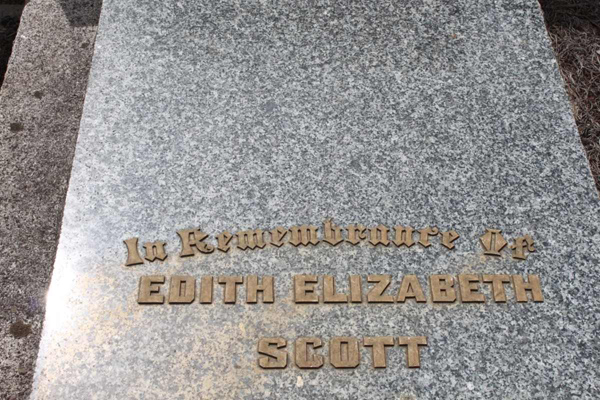 In Remembrance Of
EDITH ELIZABETH
SCOTT